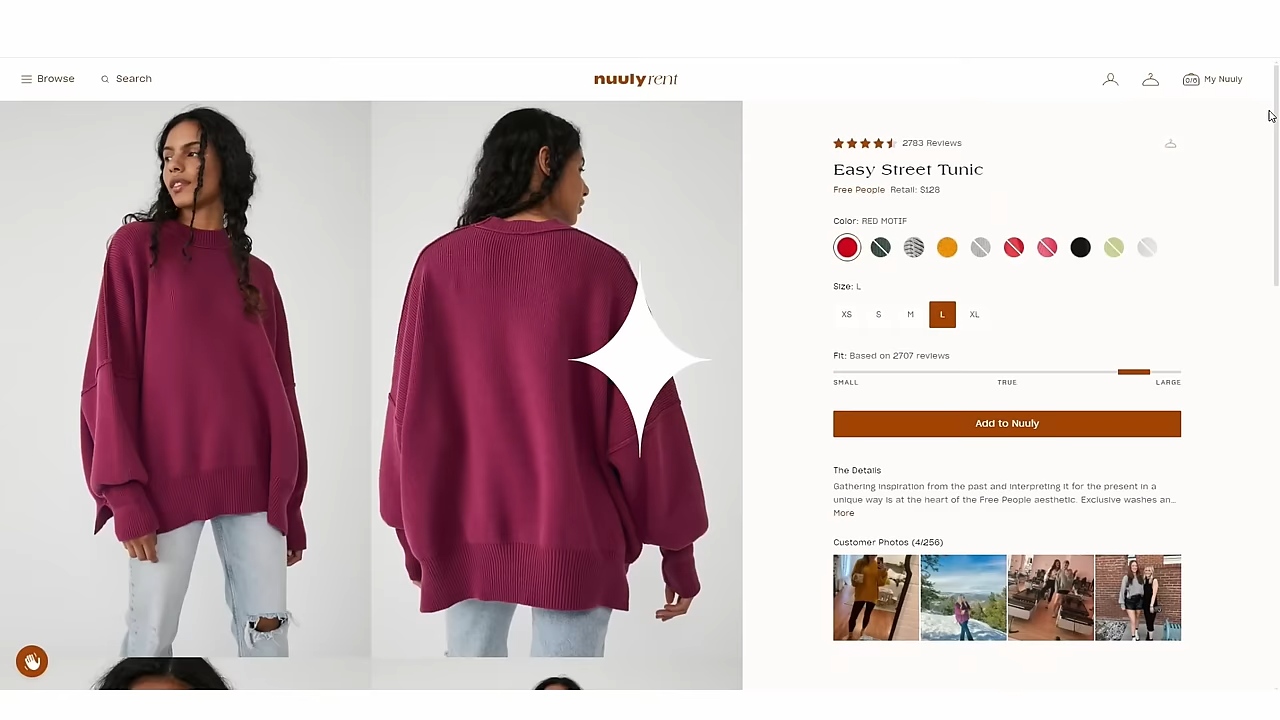 Browse
Search
nuuly rent
0/6
My Nuuly
2783 Reviews
Easy Street Tunic
Free People Retail: $128
Color: RED MOTIF
Size: L
XS S M L XL
Fit: Based on 2707 reviews
SMALL TRUE LARGE
Add to Nuuly
The Details
Gathering inspiration from the past and interpreting it for the present in a
unique way is at the heart of the Free People aesthetic. Exclusive washes an...
More
Customer Photos (4/256)